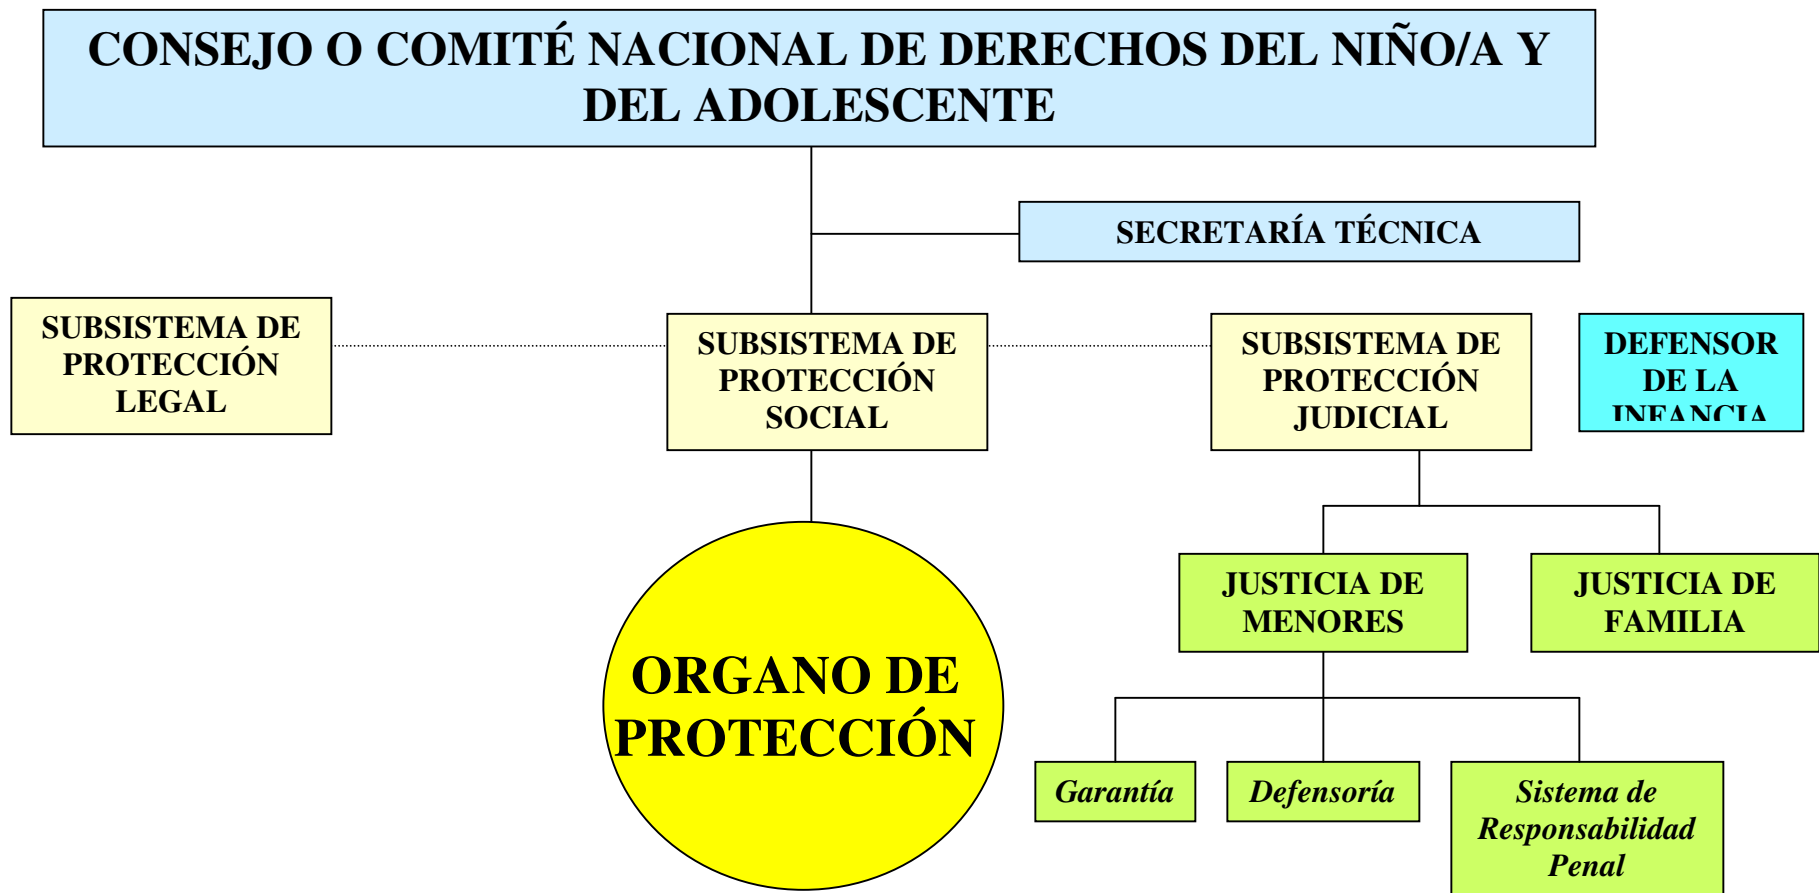 CONSEJO O COMITÉ NACIONAL DE DERECHOS DEL NIÑO/A Y
DEL ADOLESCENTE
SECRETARÍA TÉCNICA
SUBSISTEMA DE
PROTECCIÓN
LEGAL
SUBSISTEMA DE
PROTECCIÓN
SOCIAL
SUBSISTEMA DE
PROTECCIÓN
JUDICIAL
DEFENSOR
DE LA
INFANCIA
JUSTICIA DE
MENORES
JUSTICIA DE
FAMILIA
ORGANO DE
PROTECCIÓN
Garantía
Defensoría
Sistema de
Responsabilidad
Penal